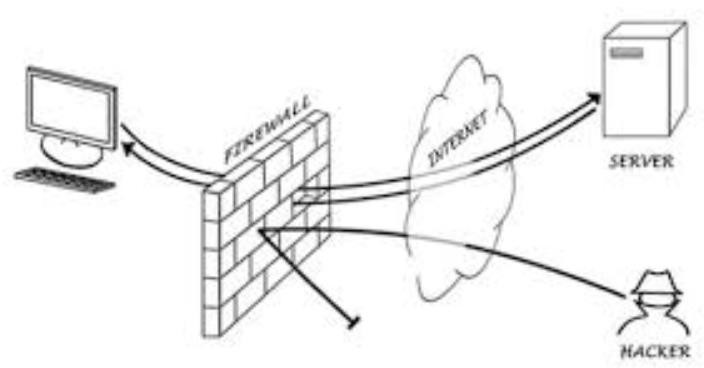 FIREWALL
INTERNET
SERVER
HACKER